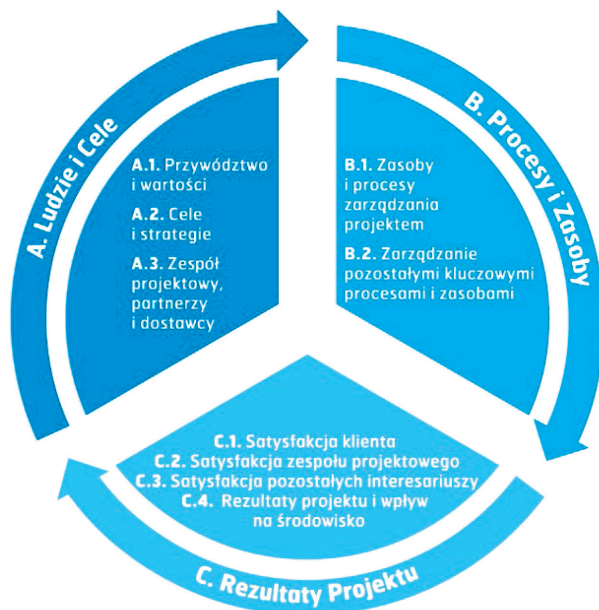 A. Ludzie i Cele
A.1. Przywództwo
i wartości
A.2. Cele
i strategie
A.3. Zespół
projektowy,
partnerzy
i dostawcy
B. Procesy i Zasoby
B.1. Zasoby
i procesy
zarządzania
projektem
B.2. Zarządzanie
pozostałymi kluczowymi
procesami i zasobami
C.1. Satysfakcja klienta
C.2. Satysfakcja zespołu projektowego
C.3. Satysfakcja pozostałych interesariuszy
C.4. Rezultaty projektu i wpływ
na środowisko
C. Rezultaty Projektu